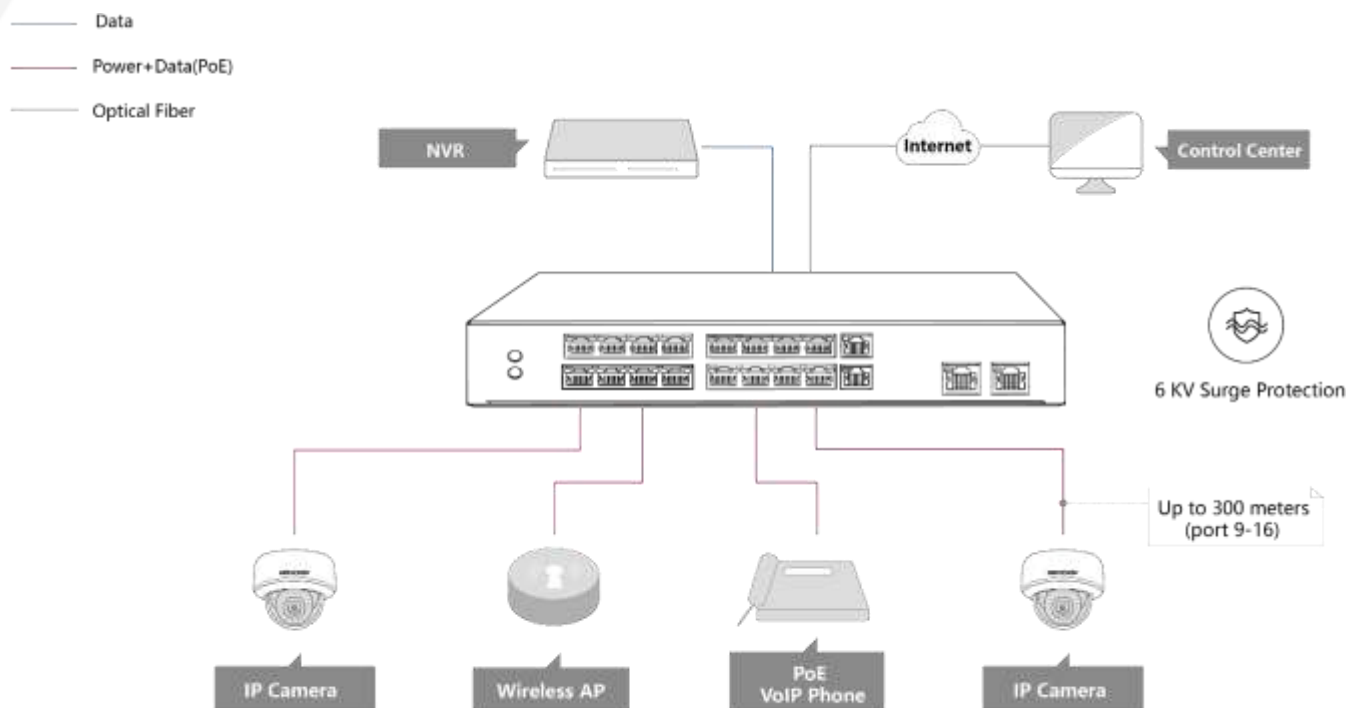 Data
Power+Data(PoE)
Optical Fiber
NVR
Internet
Control Center
6 KV Surge Protection
Up to 300 meters
(port 9-16)
IP Camera
Wireless AP
PoE
VoIP Phone
IP Camera